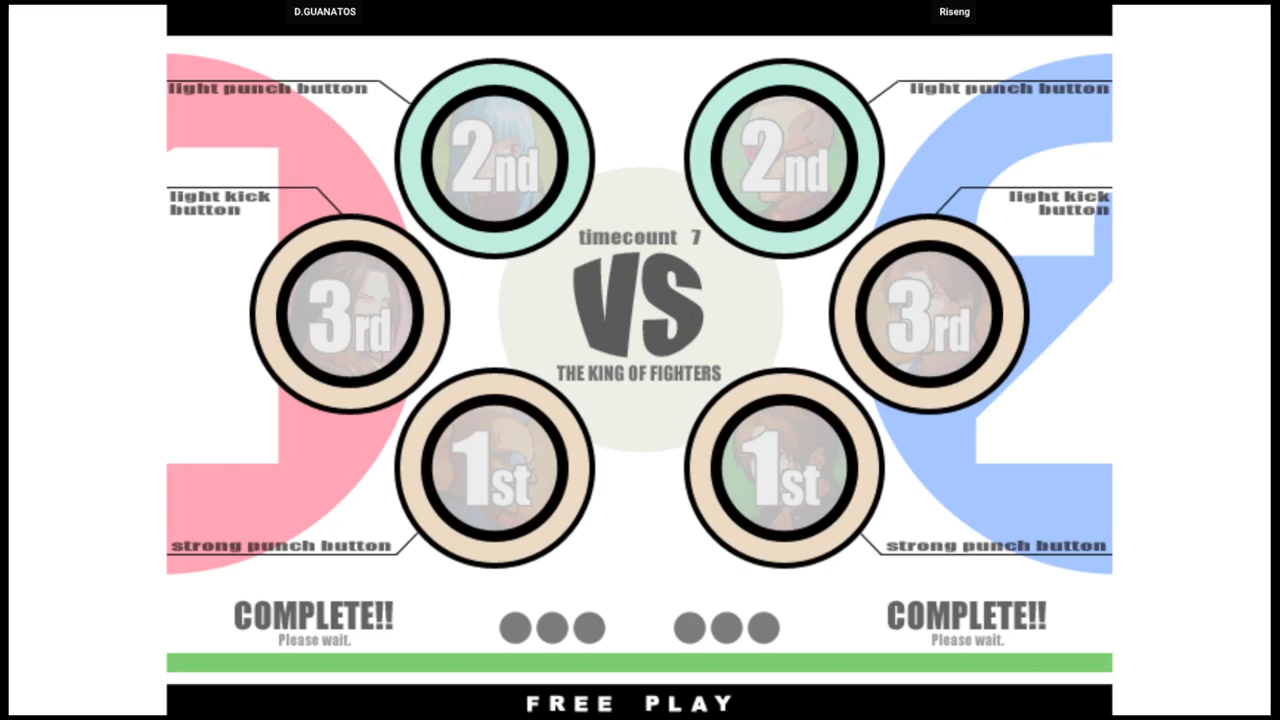 D.GUANATOS
Riseng
light punch button
light punch button
2nd
2nd
light kick
button
light kick
button
timecount 7
VS
THE KING OF FIGHTERS
3rd
3rd
1st
1st
strong punch button
strong punch button
COMPLETE!!
Please wait.
COMPLETE!!
Please wait.
FREE PLAY